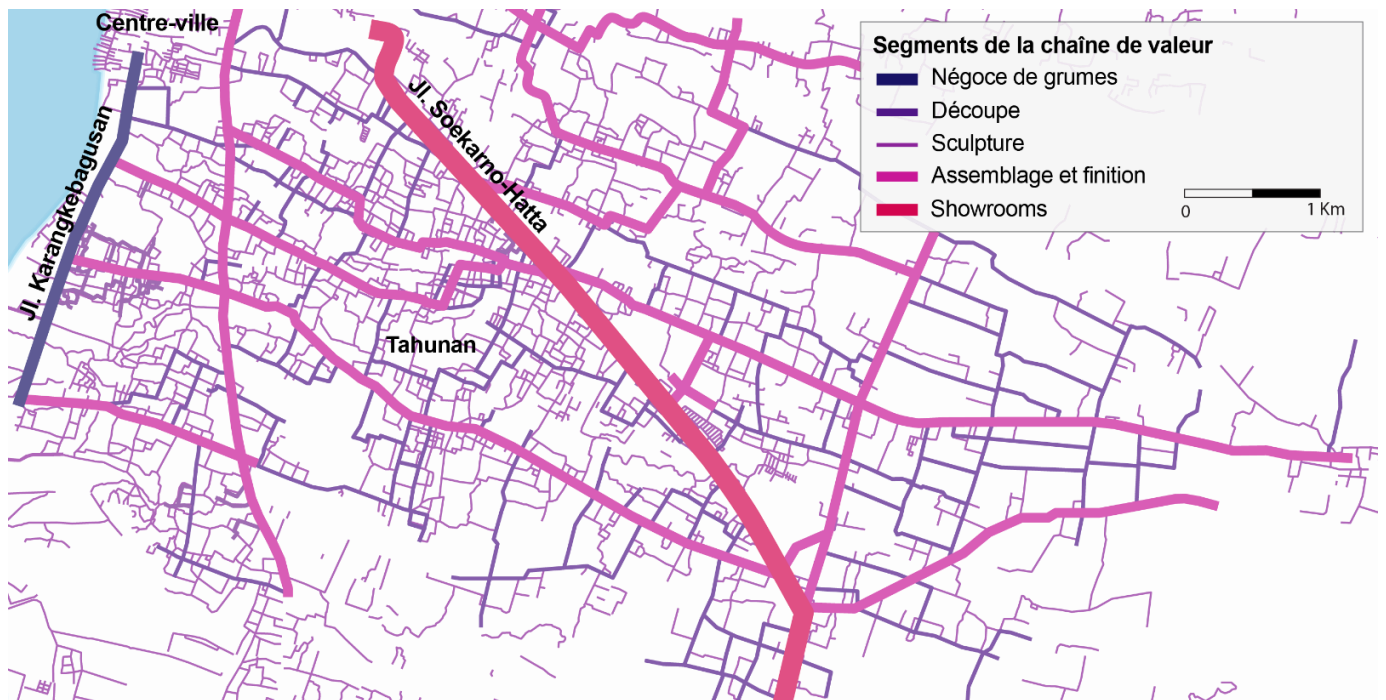 Centre-ville
Jl. Karangkebagusan
Jl. Soekarno-Hatta
Tahunan
Segments de la chaîne de valeur
Négoce de grumes
Découpe
Sculpture
Assemblage et finition
Showrooms
0 1 Km